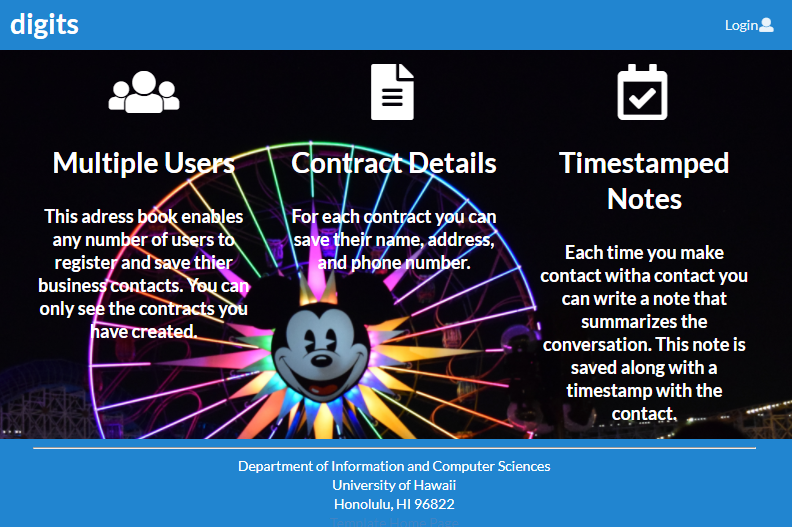 digits
Login
Multiple Users
This adress book enables
any number of users to
register and save thier
business contacts. You can
only see the contracts you
have created.
Contract Details
For each contract you can
save their name, address,
and phone number.
Timestamped
Notes
Each time you make
contact witha contact you
can write a note that
summarizes the
conversation. This note is
saved along with a
timestamp with the
contact.
Department of Information and Computer Sciences
University of Hawaii
Honolulu, HI 96822
Template Home Page